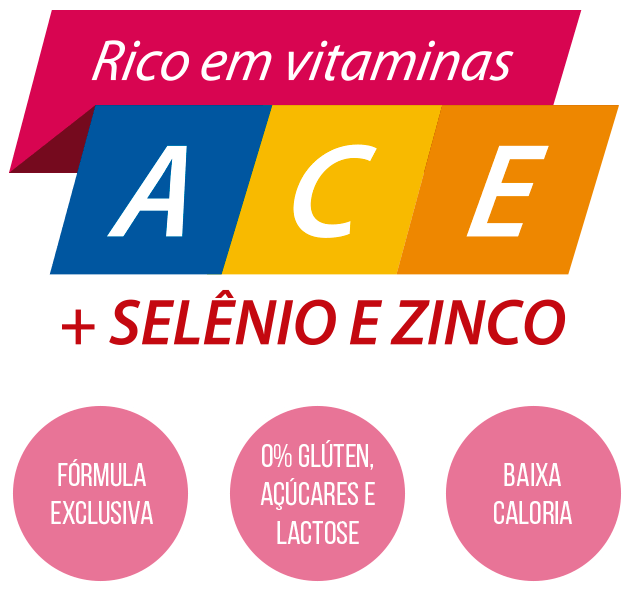 Rico em vitaminas
A C E
+ SELÊNIO E ZINCO
FÓRMULA
EXCLUSIVA
0% GLÚTEN,
AÇÚCARES E
LACTOSE
BAIXA
CALORIA